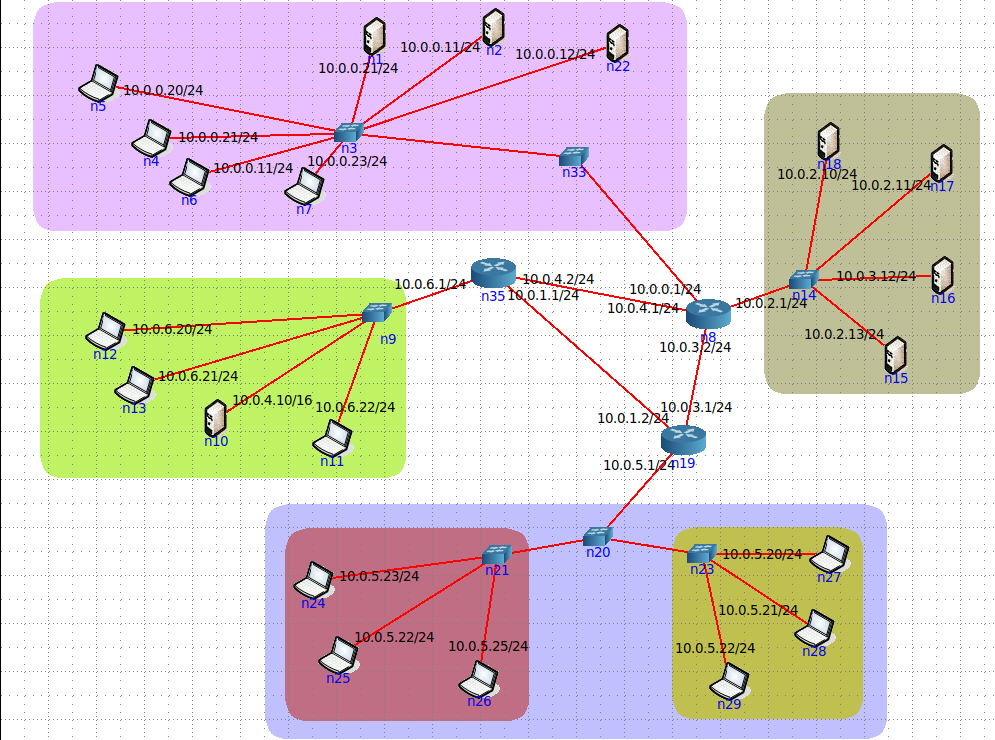 n1
10.0.0.21/24
n2
10.0.0.11/24
n22
10.0.0.12/24
n5
10.0.0.20/24
n4
10.0.0.21/24
n6
10.0.0.11/24
n7
10.0.0.23/24
n3
n33
n18
10.0.2.10/24
n17
10.0.2.11/24
n16
10.0.3.12/24
n15
10.0.2.13/24
n14
10.0.6.1/24
n35
10.0.4.2/24
10.0.1.1/24
10.0.0.1/24
10.0.4.1/24
10.0.2.1/24
n8
10.0.3.2/24
n9
n12
10.0.6.20/24
n13
10.0.6.21/24
n10
10.0.4.10/16
n11
10.0.6.22/24
10.0.3.1/24
10.0.1.2/24
10.0.5.1/24
n19
n20
n21
n23
n24
10.0.5.23/24
n25
10.0.5.22/24
n26
10.0.5.25/24
n27
10.0.5.20/24
n28
10.0.5.21/24
n29
10.0.5.22/24